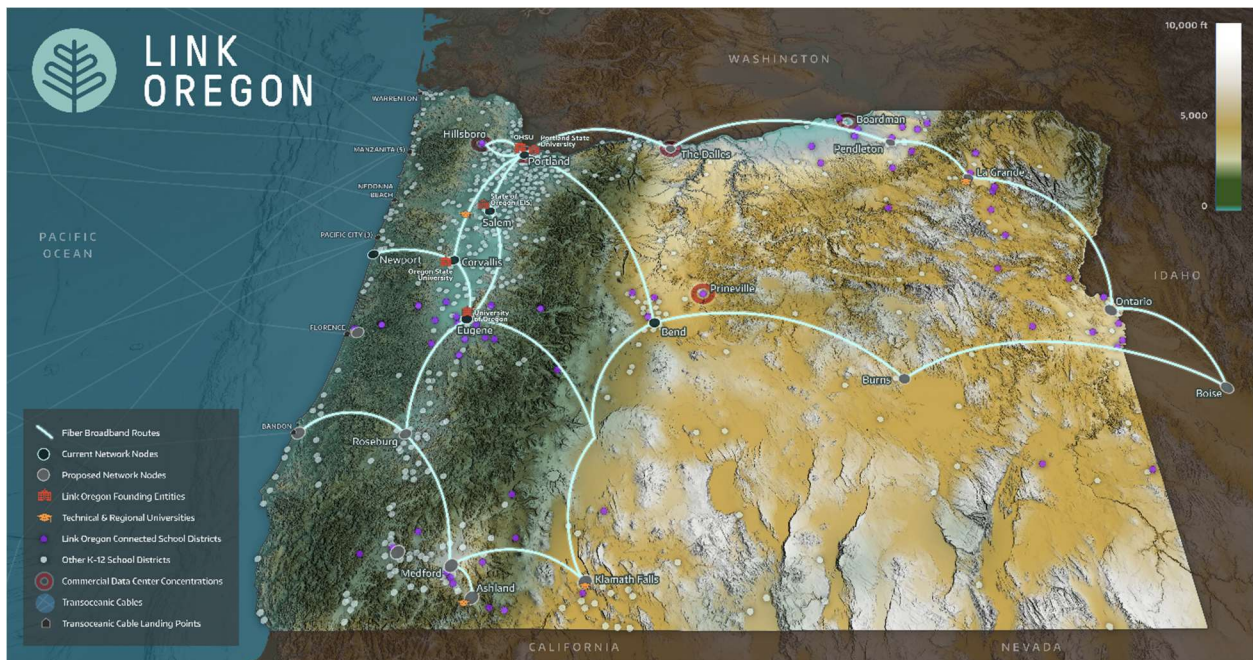 LINK
OREGON
10,000 ft
5,000
0
WASHINGTON
WARRENTON
Boardman
Hillsboro
OHSU
Portland State
University
MANZANITA (5)
Portland
The Dalles
Pendleton
La Grande
NEDONNA
BEACH
State of
Oregon (EIS)
Salem
PACIFIC
OCEAN
PACIFIC CITY (3)
Newport
Corvallis
Oregon State
University
IDAHO
Prineville
Ontario
FLORENCE
University
of Oregon
Eugene
Bend
Burns
Boise
BANDON
Roseburg
Fiber Broadband Routes
Current Network Nodes
Proposed Network Nodes
Link Oregon Founding Entities
Technical & Regional Universities
Link Oregon Connected School Districts
Other K-12 School Districts
Commercial Data Center Concentrations
Transoceanic Cables
Transoceanic Cable Landing Points
Medford
Ashland
Klamath Falls
CALIFORNIA
NEVADA